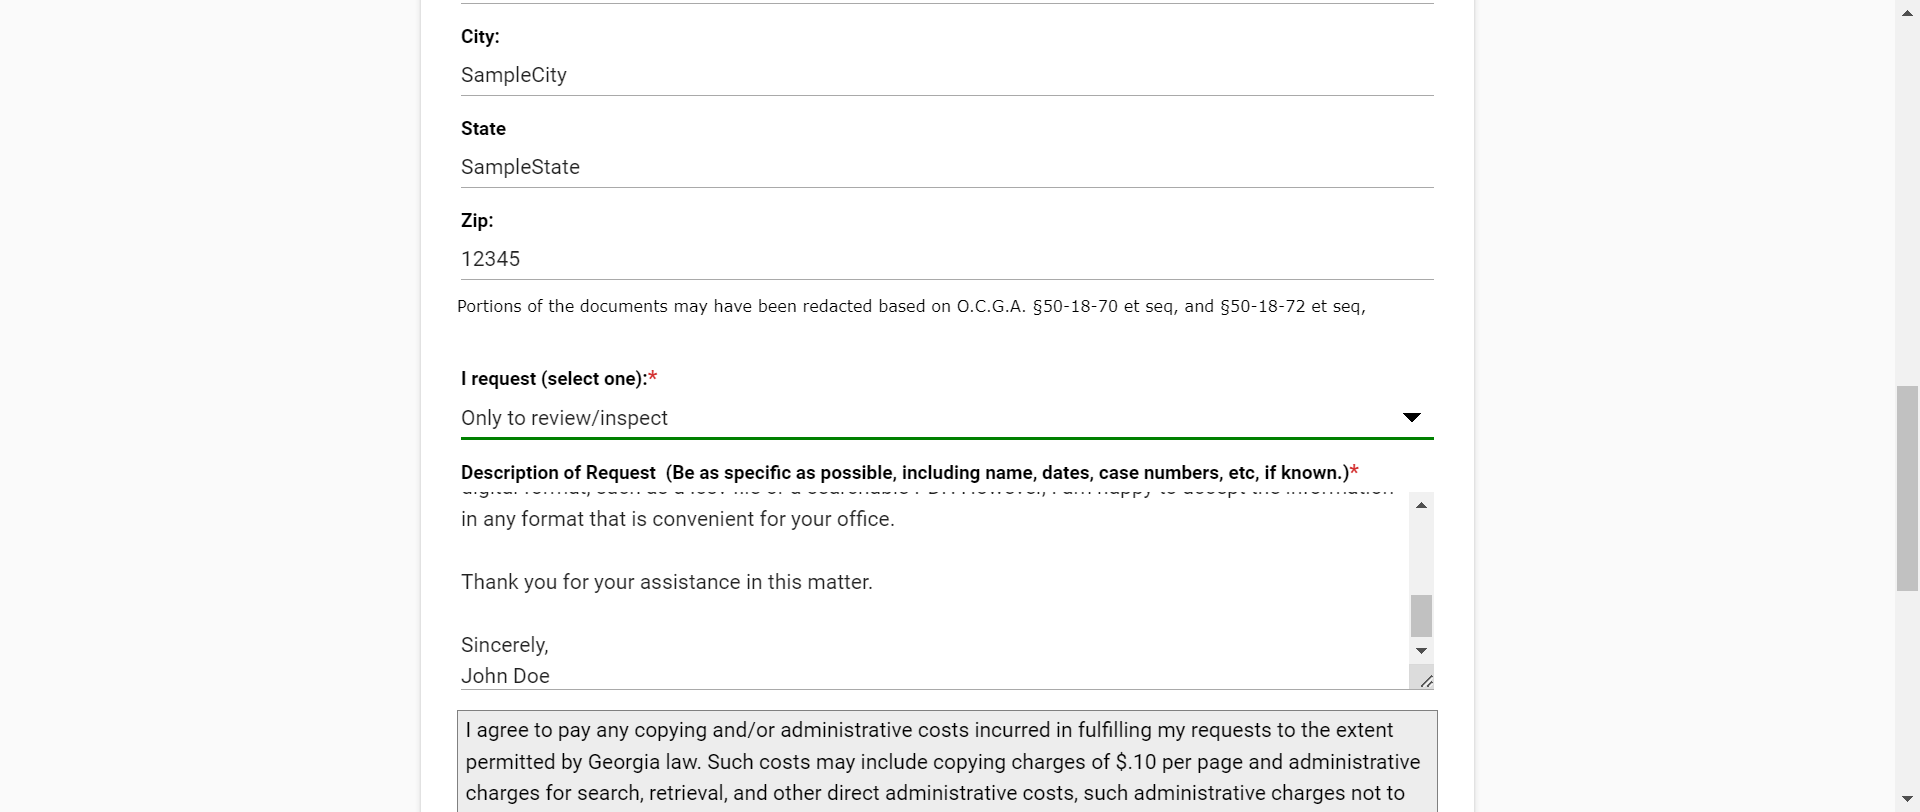 City:
SampleCity
State
SampleState
Zip:
12345
Portions of the documents may have been redacted based on O.C.G.A. §50-18-70 et seq, and §50-18-72 et seq,
I request (select one):*
Only to review/inspect
Description of Request  (Be as specific as possible, including name, dates, case numbers, etc, if known.)*
in any format that is convenient for your office.
Thank you for your assistance in this matter.
Sincerely,
John Doe
I agree to pay any copying and/or administrative costs incurred in fulfilling my requests to the extent
permitted by Georgia law. Such costs may include copying charges of $.10 per page and administrative
charges for search, retrieval, and other direct administrative costs, such administrative charges not to